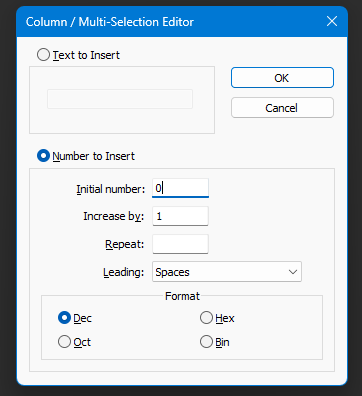 Column / Multi-Selection Editor
Text to Insert
OK
Cancel
Number to Insert
Initial number: 0
Increase by: 1
Repeat:
Leading: Spaces
Format
Dec Hex
Oct Bin